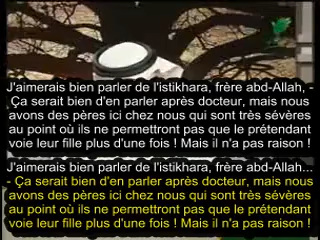 J'aimerais bien parler de l'istikhara, frère abd-Allah, -
Ça serait bien d'en parler après docteur, mais nous
avons des pères ici chez nous qui sont très sévères
au point où ils ne permettront pas que le prétendant
voie leur fille plus d'une fois ! Mais il n'a pas raison !
J'aimerais bien parler de l'istikhara, frère abd-Allah...
- Ça serait bien d'en parler après docteur, mais nous
avons des pères ici chez nous qui sont très sévères
au point où ils ne permettront pas que le prétendant
voie leur fille plus d'une fois ! Mais il n'a pas raison !